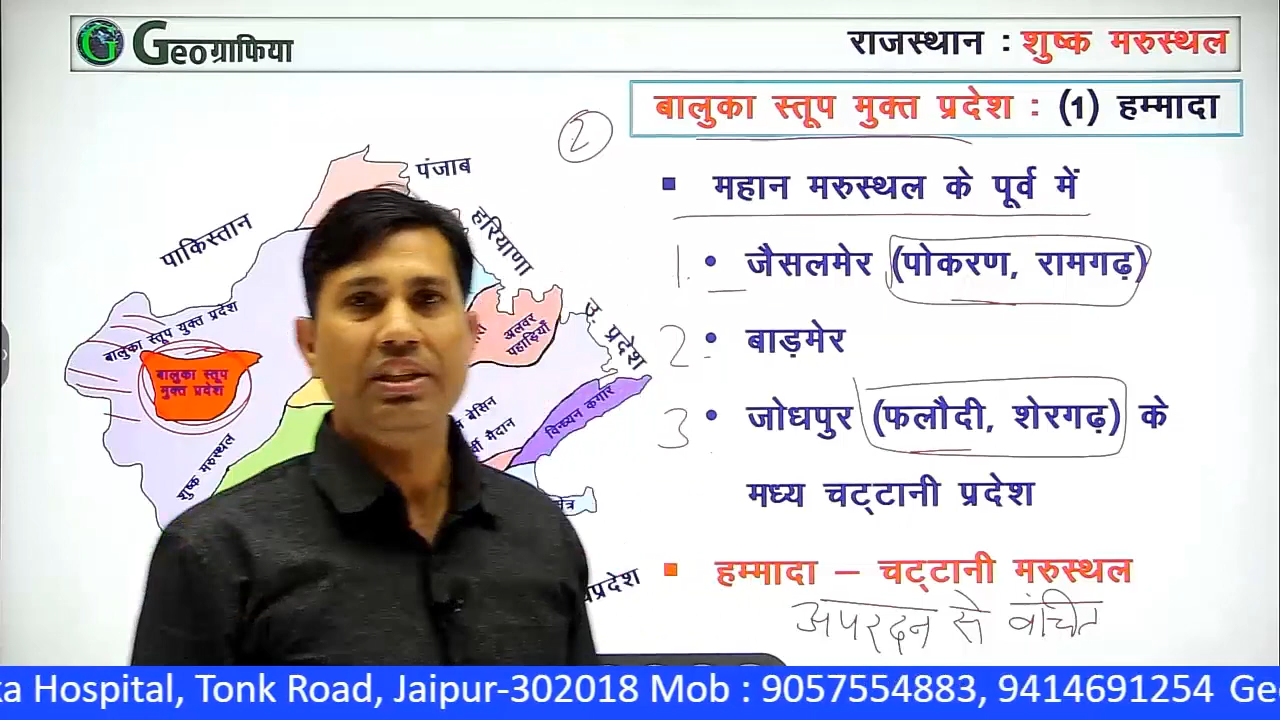 Geoग्राफिया
राजस्थान : शुष्क मरुस्थल
बालुका स्तूप मुक्त प्रदेश : (1) हम्मादा
2
■ महान मरुस्थल के पूर्व में
1. • जैसलमेर (पोकरण, रामगढ़)
2. • बाड़मेर
3 • जोधपुर (फलौदी, शेरगढ़) के
मध्य चट्टानी प्रदेश
■ हम्मादा – चट्टानी मरुस्थल
अपरदन से वंचित
पंजाब
हरियाणा
पाकिस्तान
उ. प्रदेश
बालुका स्तूप युक्त प्रदेश
बालुका स्तूप
मुक्त प्रदेश
अलवर
पहाड़ियाँ
बेसिन
मैदान
विन्ध्यन कगार
शुष्क मरुस्थल
Hospital, Tonk Road, Jaipur-302018 Mob : 9057554883, 9414691254